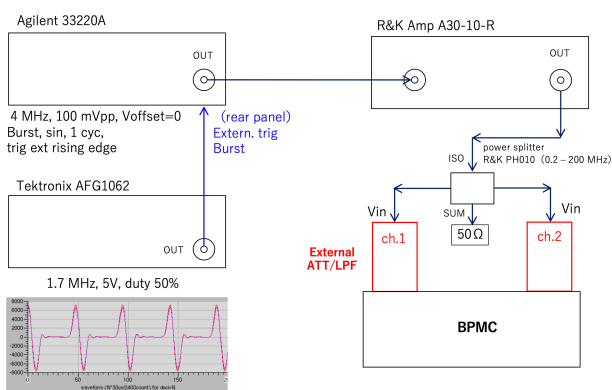 Agilent 33220A
R&K Amp A30-10-R
OUT
OUT
4 MHz, 100 mVpp, Voffset=0
Burst, sin, 1 cyc,
trig ext rising edge
(rear panel)
Extern. trig
Burst
power splitter
R&K PH010 (0.2 – 200 MHz)
ISO
Tektronix AFG1062
SUM
50Ω
Vin
Vin
ch.1
ch.2
OUT
External
ATT/LPF
1.7 MHz, 5V, duty 50%
BPMC
8000
6000
4000
2000
0
-2000
-4000
-6000
-8000
0
50
100
150